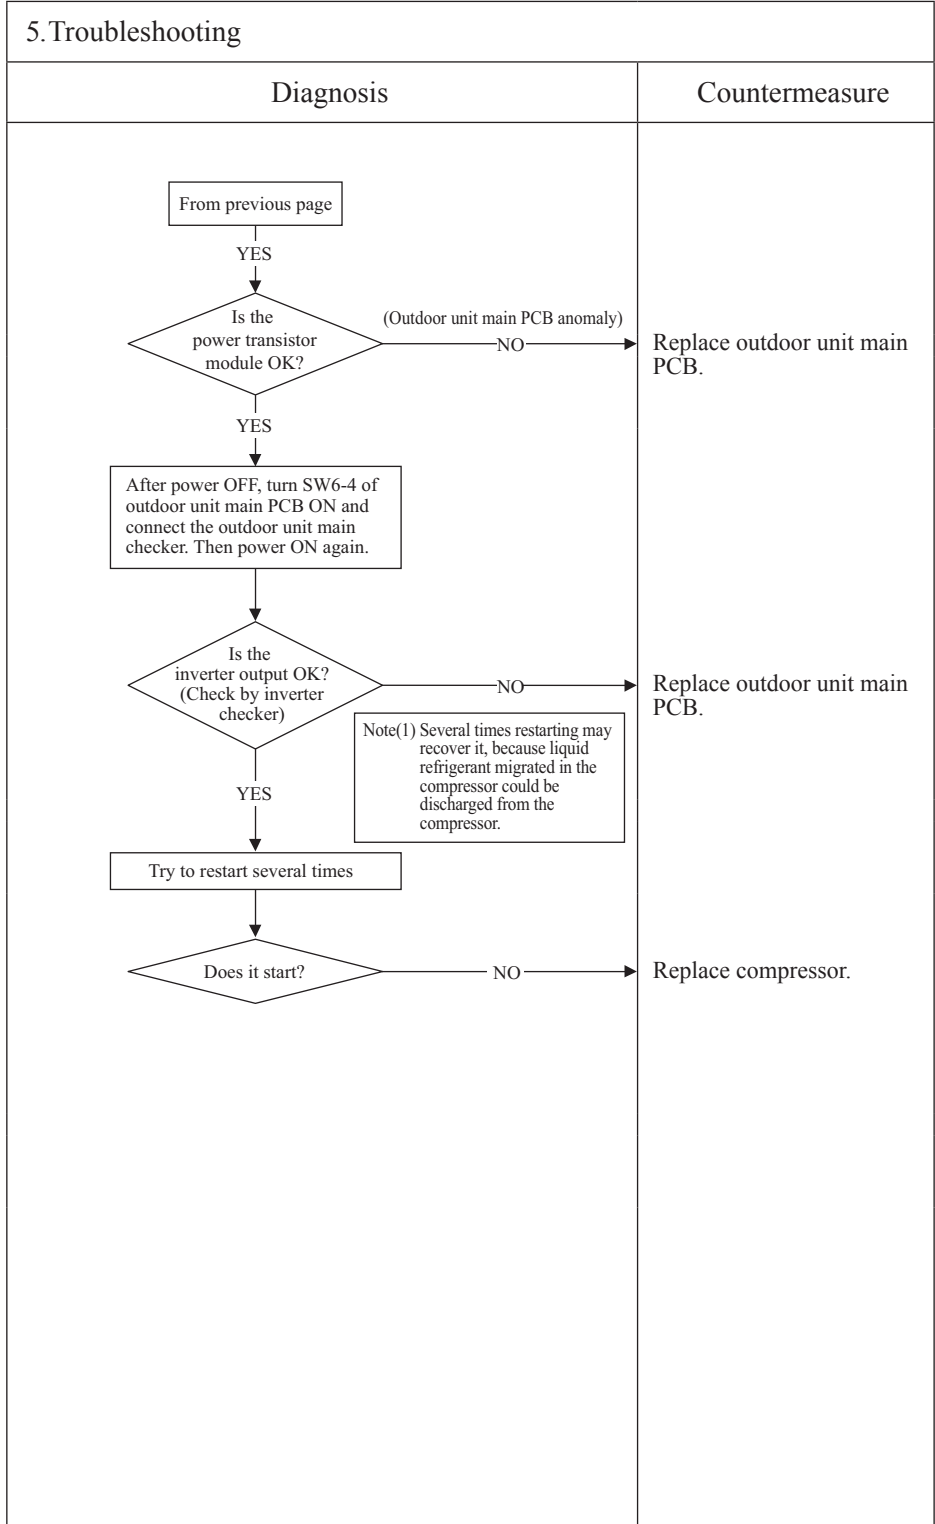 5.Troubleshooting
Diagnosis
Countermeasure
From previous page
YES
Is the
power transistor
module OK?
(Outdoor unit main PCB anomaly)
NO
Replace outdoor unit main
PCB.
YES
After power OFF, turn SW6-4 of
outdoor unit main PCB ON and
connect the outdoor unit main
checker. Then power ON again.
Is the
inverter output OK?
(Check by inverter
checker)
NO
Replace outdoor unit main
PCB.
Note(1) Several times restarting may
recover it, because liquid
refrigerant migrated in the
compressor could be
discharged from the
compressor.
YES
Try to restart several times
Does it start?
NO
Replace compressor.